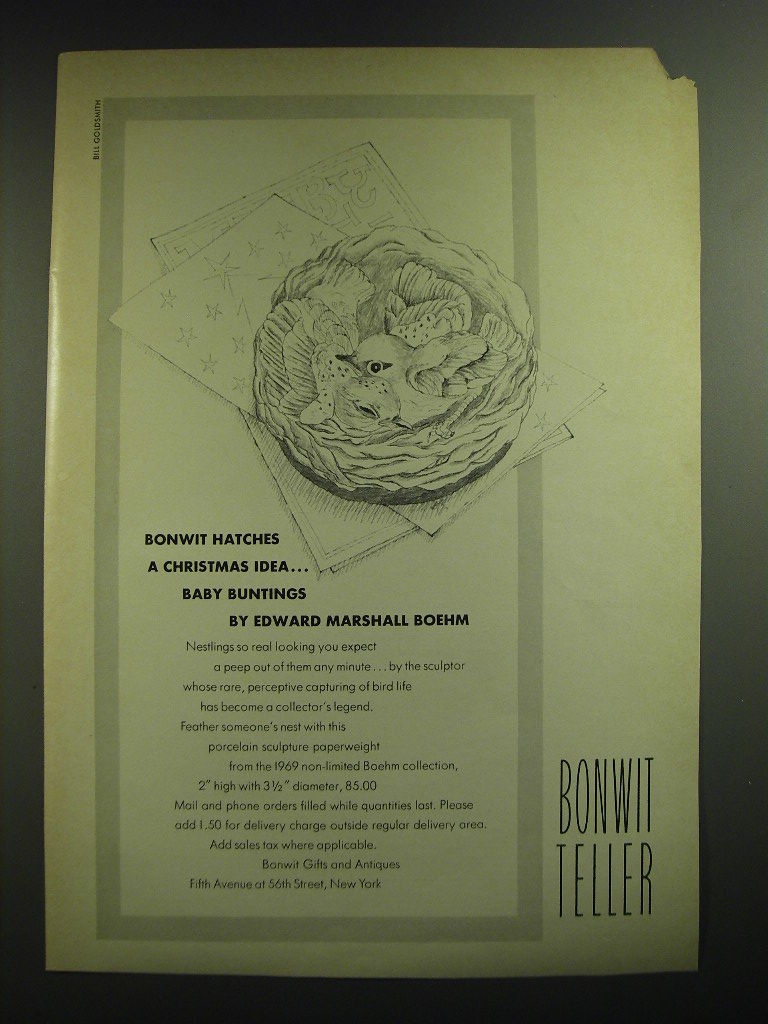 BILL GOLDSMITH
BONWIT HATCHES
A CHRISTMAS IDEA...
BABY BUNTINGS
BY EDWARD MARSHALL BOEHM
Nestlings so real looking you expect
a peep out of them any minute...by the sculptor
whose rare, perceptive capturing of bird life
has become a collector's legend.
Feather someone's nest with this
porcelain sculpture paperweight
from the 1969 non-limited Boehm collection,
2" high with 3½" diameter, 85.00
Mail and phone orders filled while quantities last. Please
add 1.50 for delivery charge outside regular delivery area.
Add sales tax where applicable.
Bonwit Gifts and Antiques
Fifth Avenue at 56th Street, New York
BONWIT
TELLER